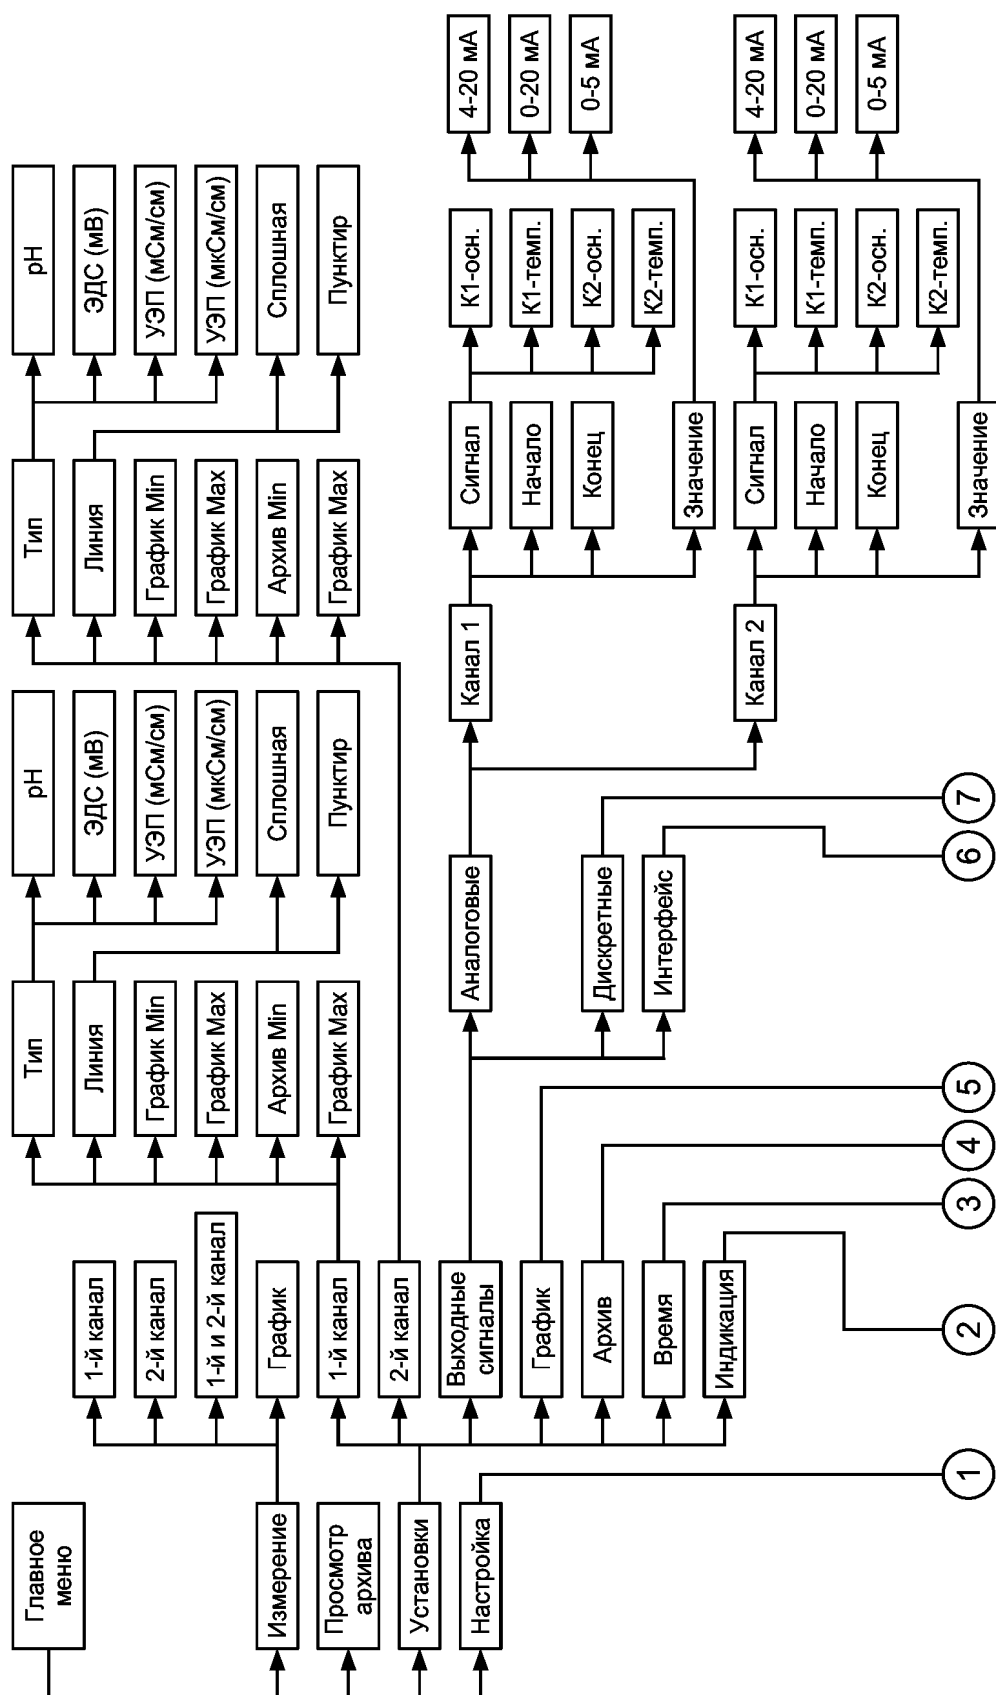 Главное
меню
Измерение
Просмотр
архива
Установки
Настройка
1-й канал
2-й канал
1-й и 2-й канал
График
1-й канал
2-й канал
Выходные
сигналы
График
Архив
Время
Индикация
Тип
Линия
График Min
График Max
Архив Min
График Max
pH
ЭДС (мВ)
УЭП (мСм/см)
УЭП (мкСм/см)
Сплошная
Пунктир
Тип
Линия
График Min
График Max
Архив Min
График Max
pH
ЭДС (мВ)
УЭП (мСм/см)
УЭП (мкСм/см)
Сплошная
Пунктир
Аналоговые
Дискретные
Интерфейс
Канал 1
Канал 2
Сигнал
Начало
Конец
Значение
К1-осн.
К1-темп.
К2-осн.
К2-темп.
4-20 мА
0-20 мА
0-5 мА
Сигнал
Начало
Конец
Значение
К1-осн.
К1-темп.
К2-осн.
К2-темп.
4-20 мА
0-20 мА
0-5 мА
1
2
3
4
5
6
7